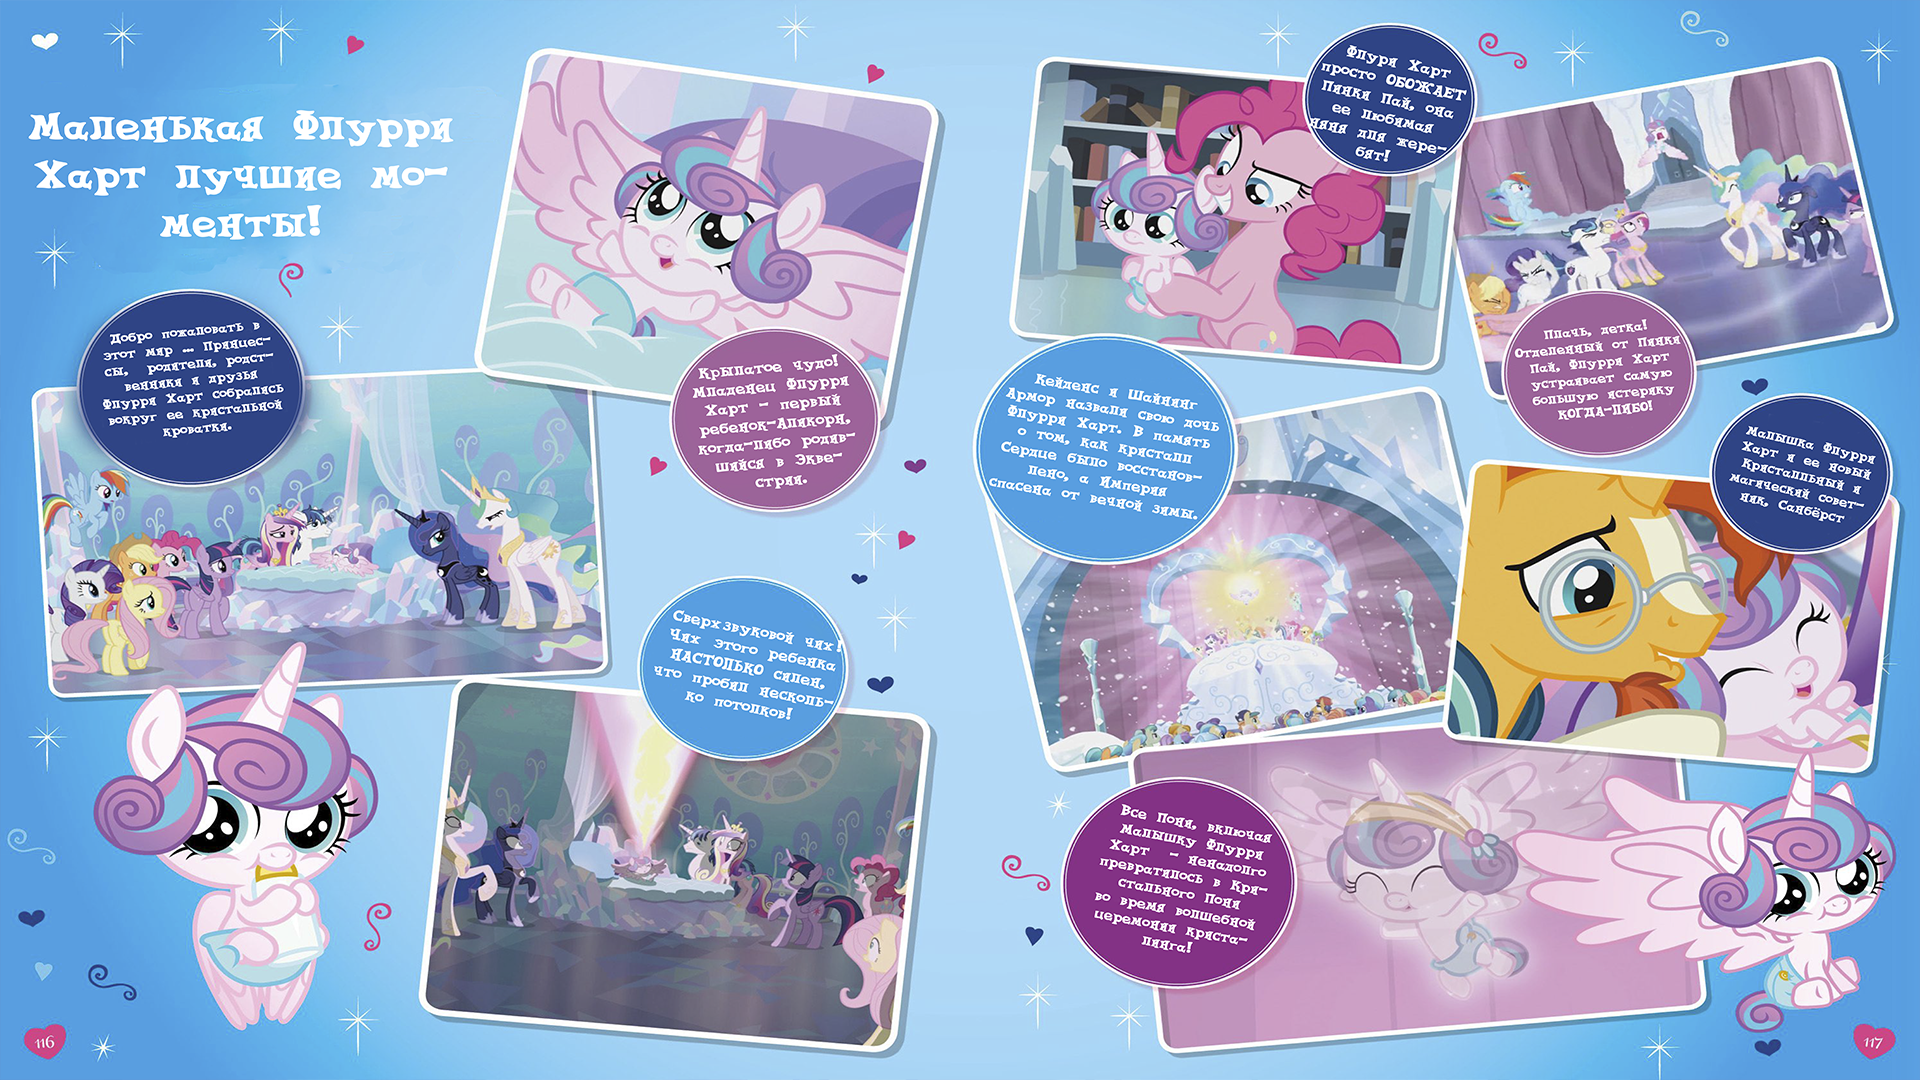 Маленькая Флурри
Харт лучшие мо-
менты!
Добро пожаловать в
этот мир ... Принцес-
сы, родители, родст-
венники и друзья
Флурри Харт собрались
вокруг ее кристальной
кроватки.
Крылатое чудо!
Младенец Флурри
Харт - первый
ребенок-Аликорн,
когда-либо родив-
шийся в Экве-
стрии.
Сверхзвуковой чих!
Чих этого ребенка
НАСТОЛЬКО силен,
что пробил несколь-
ко потолков!
116
Флури Харт
просто ОБОЖАЕТ
Пинки Пай, она
ее любимая
няня для жере-
бят!
Плачь, детка!
Отделенный от Пинки
Пай, Флурри Харт
устраивает самую
большую истерику
КОГДА-ЛИБО!
Кейденс и Шайнинг
Армор назвали свою дочь
Флурри Харт. В память
о том, как кристалл
Сердце было восстанов-
лено, а Империя
спасена от вечной зимы.
Малышка Флурри
Харт и ее новый
Кристалльный и
магический совет-
ник, Санбёрст
Все Пони, включая
Малышку Флурри
Харт - ненадолго
превратилось в Кри-
стального Пони
во время волшебной
церемонии криста-
линга!
117